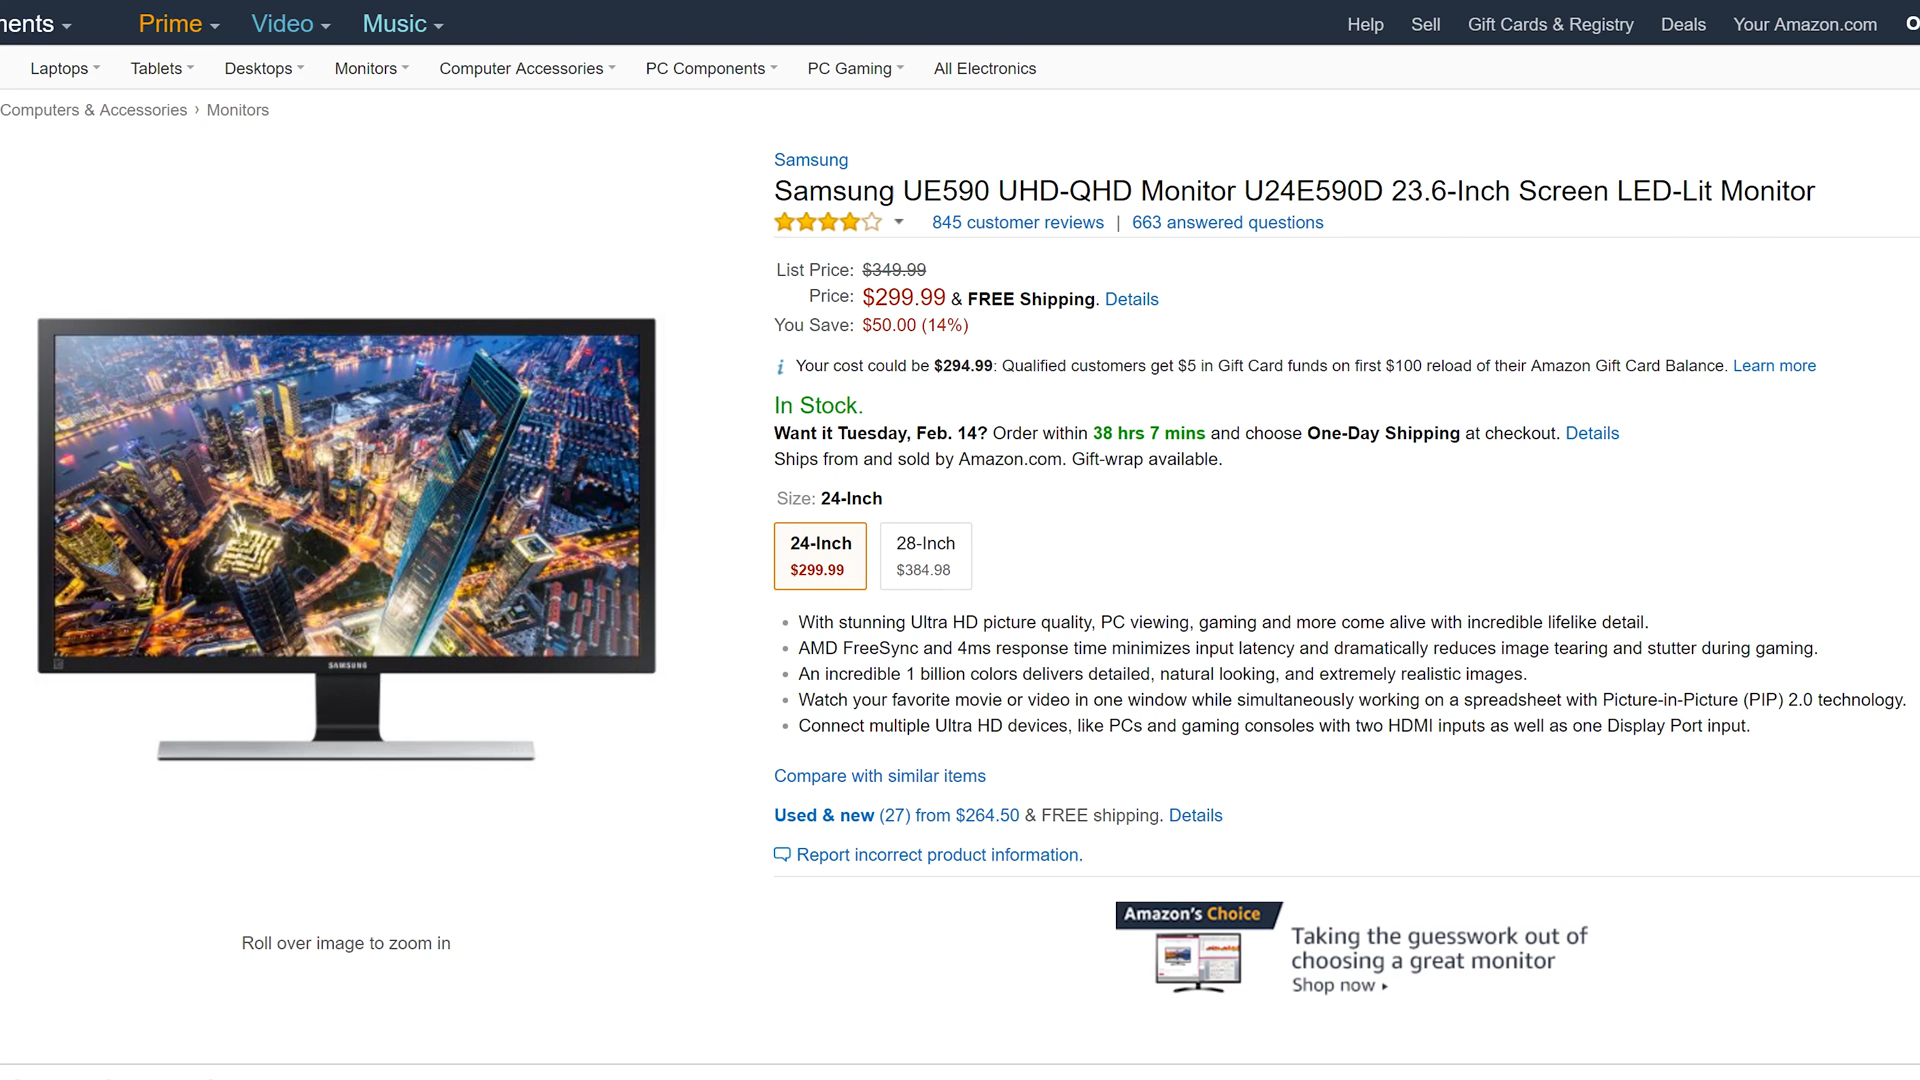 nents Prime Video Music Help Sell Gift Cards & Registry Deals Your Amazon.com
Laptops Tablets Desktops Monitors Computer Accessories PC Components PC Gaming All Electronics
Computers & Accessories › Monitors
Samsung
Samsung UE590 UHD-QHD Monitor U24E590D 23.6-Inch Screen LED-Lit Monitor
845 customer reviews | 663 answered questions
List Price: $349.99
Price: $299.99 & FREE Shipping. Details
You Save: $50.00 (14%)
i Your cost could be $294.99: Qualified customers get $5 in Gift Card funds on first $100 reload of their Amazon Gift Card Balance. Learn more
In Stock.
Want it Tuesday, Feb. 14? Order within 38 hrs 7 mins and choose One-Day Shipping at checkout. Details
Ships from and sold by Amazon.com. Gift-wrap available.
Size: 24-Inch
24-Inch 28-Inch
$299.99 $384.98
• With stunning Ultra HD picture quality, PC viewing, gaming and more come alive with incredible lifelike detail.
• AMD FreeSync and 4ms response time minimizes input latency and dramatically reduces image tearing and stutter during gaming.
• An incredible 1 billion colors delivers detailed, natural looking, and extremely realistic images.
• Watch your favorite movie or video in one window while simultaneously working on a spreadsheet with Picture-in-Picture (PIP) 2.0 technology.
• Connect multiple Ultra HD devices, like PCs and gaming consoles with two HDMI inputs as well as one Display Port input.
SAMSUNG
Compare with similar items
Used & new (27) from $264.50 & FREE shipping. Details
Report incorrect product information.
Amazon's Choice
Taking the guesswork out of
choosing a great monitor
Shop now ▸
Roll over image to zoom in